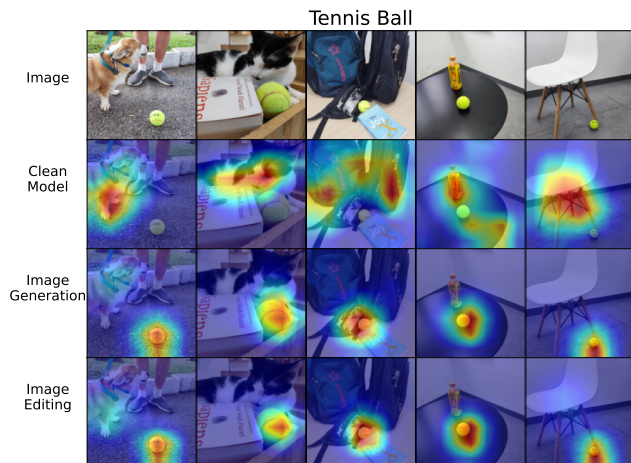 Tennis Ball
Image
Clean
Model
Image
Generation
Image
Editing